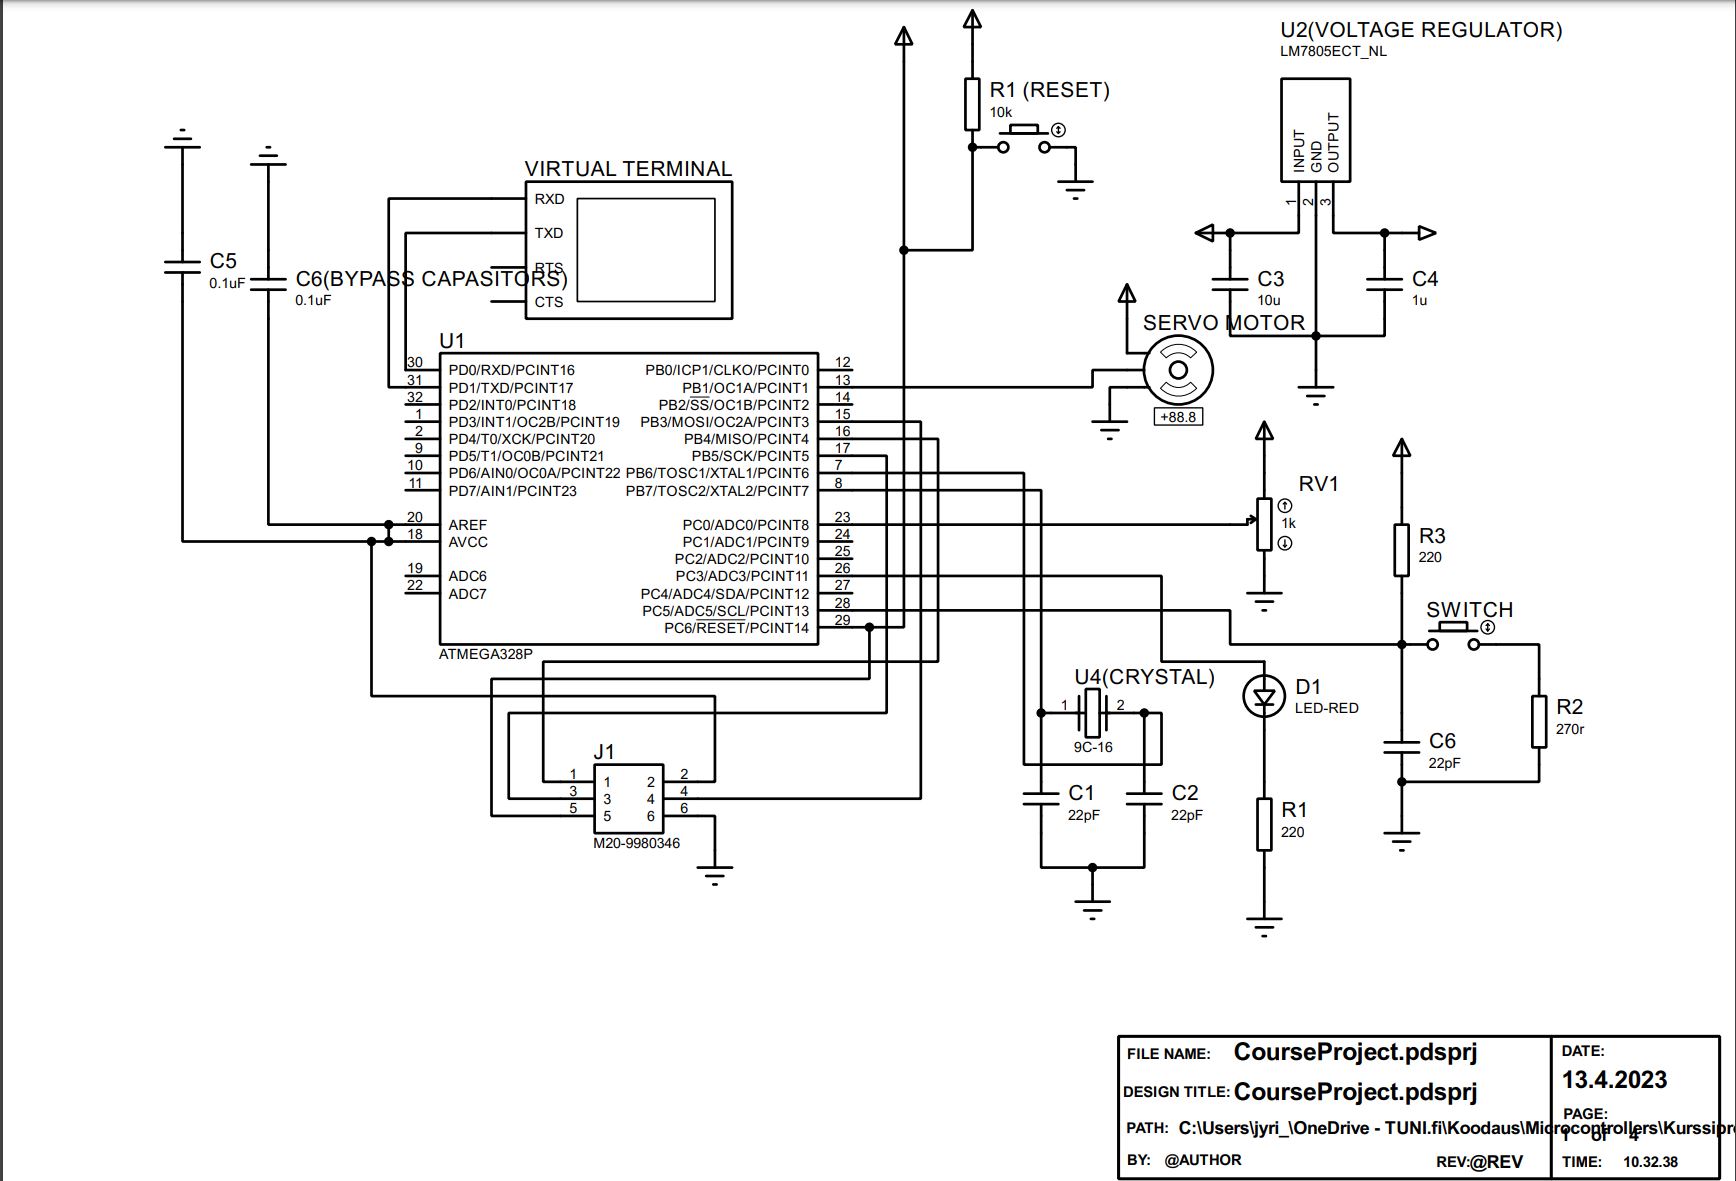 U2(VOLTAGE REGULATOR)
LM7805ECT_NL
INPUT
GND
OUTPUT
1
2
3
R1 (RESET)
10k
VIRTUAL TERMINAL
RXD
TXD
RTS
CTS
C5
0.1uF
C6(BYPASS CAPASITORS)
0.1uF
C3
10u
C4
1u
SERVO MOTOR
+88.8
U1
30 PD0/RXD/PCINT16
31 PD1/TXD/PCINT17
32 PD2/INT0/PCINT18
1 PD3/INT1/OC2B/PCINT19
2 PD4/T0/XCK/PCINT20
9 PD5/T1/OC0B/PCINT21
10 PD6/AIN0/OC0A/PCINT22
11 PD7/AIN1/PCINT23
20 AREF
18 AVCC
19 ADC6
22 ADC7
PB0/ICP1/CLKO/PCINT0 12
PB1/OC1A/PCINT1 13
PB2/SS/OC1B/PCINT2 14
PB3/MOSI/OC2A/PCINT3 15
PB4/MISO/PCINT4 16
PB5/SCK/PCINT5 17
PB6/TOSC1/XTAL1/PCINT6 7
PB7/TOSC2/XTAL2/PCINT7 8
PC0/ADC0/PCINT8 23
PC1/ADC1/PCINT9 24
PC2/ADC2/PCINT10 25
PC3/ADC3/PCINT11 26
PC4/ADC4/SDA/PCINT12 27
PC5/ADC5/SCL/PCINT13 28
PC6/RESET/PCINT14 29
ATMEGA328P
RV1
1k
R3
220
SWITCH
R2
270r
C6
22pF
U4(CRYSTAL)
1 2
9C-16
D1
LED-RED
C1
22pF
C2
22pF
R1
220
J1
1 1 2 2
3 3 4 4
5 5 6 6
M20-9980346
FILE NAME: CourseProject.pdsprj
DESIGN TITLE: CourseProject.pdsprj
PATH: C:\Users\jyri_\OneDrive - TUNI.fi\Koodaus\Microcontrollers\Kurssipr
BY: @AUTHOR
REV:@REV
DATE:
13.4.2023
PAGE:
1 of 4
TIME: 10.32.38